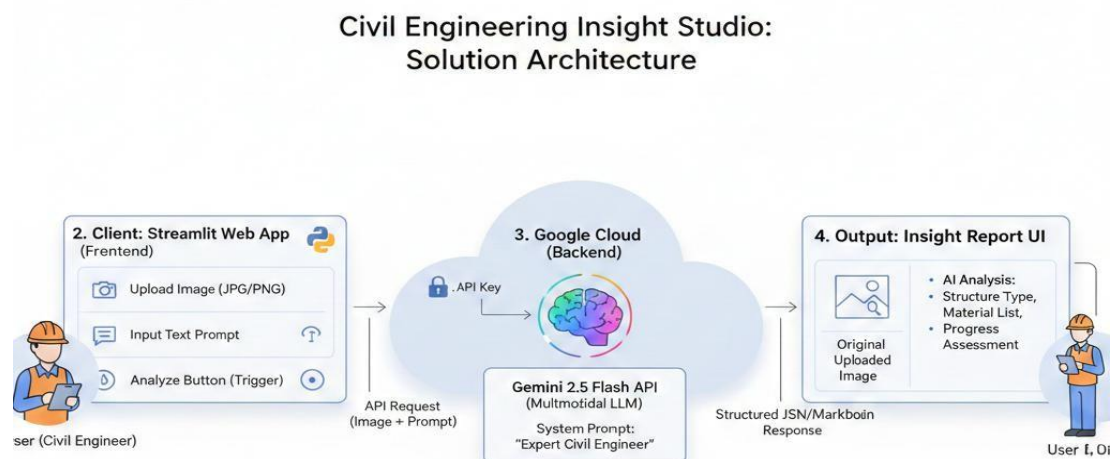 Civil Engineering Insight Studio:
Solution Architecture
2. Client: Streamlit Web App
(Frentend)
Upload Image (JPG/PNG)
Input Text Prompt
Analyze Button (Trigger)
ser (Civil Engineer)
API Request
(Image + Prompt)
3. Google Cloud
(Backend)
.API Key
Gemini 2.5 Flash API
(Multmotidal LLM)
System Prompt:
"Expert Civil Engineer"
Structured JSN/Markboin
Response
4. Output: Insight Report UI
Original
Uploaded
Image
• AI Analysis:
• Structure Type,
Material List,
• Progress
Assessment
User